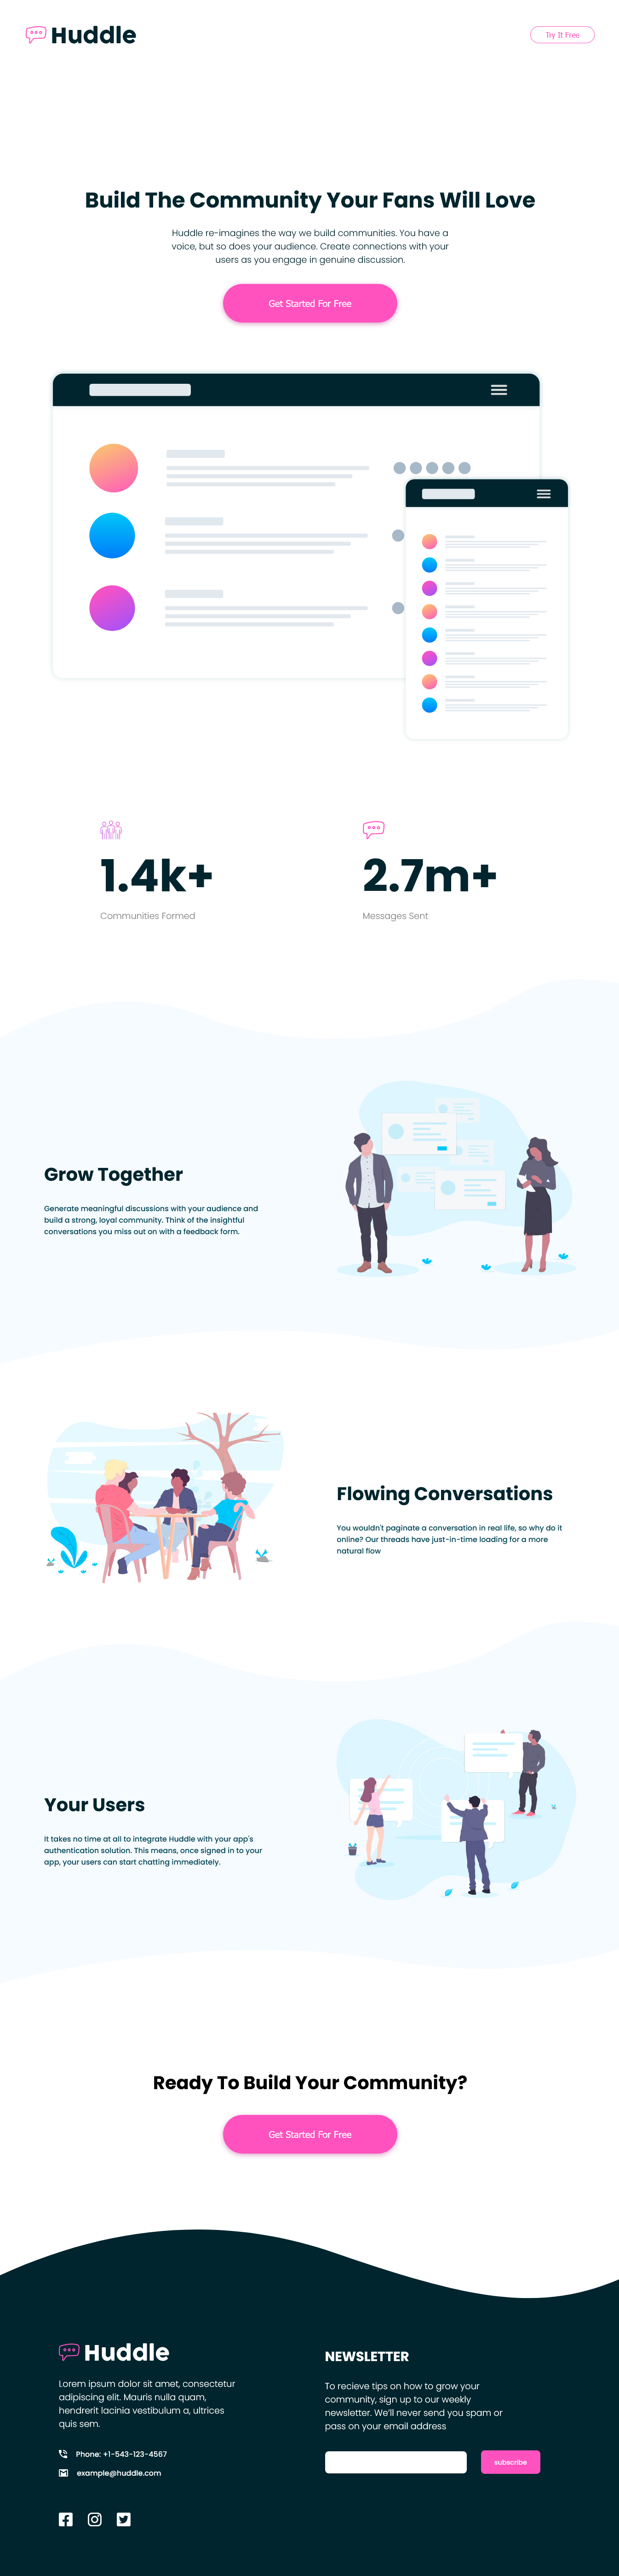 Huddle
Try It Free
Build The Community Your Fans Will Love
Huddle re-imagines the way we build communities. You have a
voice, but so does your audience. Create connections with your
users as you engage in genuine discussion.
Get Started For Free
1.4k+
Communities Formed
2.7m+
Messages Sent
Grow Together
Generate meaningful discussions with your audience and
build a strong, loyal community. Think of the insightful
conversations you miss out on with a feedback form.
Flowing Conversations
You wouldn't paginate a conversation in real life, so why do it
online? Our threads have just-in-time loading for a more
natural flow
Your Users
It takes no time at all to integrate Huddle with your app's
authentication solution. This means, once signed in to your
app, your users can start chatting immediately.
Ready To Build Your Community?
Get Started For Free
Huddle
Lorem ipsum dolor sit amet, consectetur
adipiscing elit. Mauris nulla quam,
hendrerit lacinia vestibulum a, ultrices
quis sem.
Phone: +1-543-123-4567
example@huddle.com
NEWSLETTER
To recieve tips on how to grow your
community, sign up to our weekly
newsletter. We'll never send you spam or
pass on your email address
subscribe